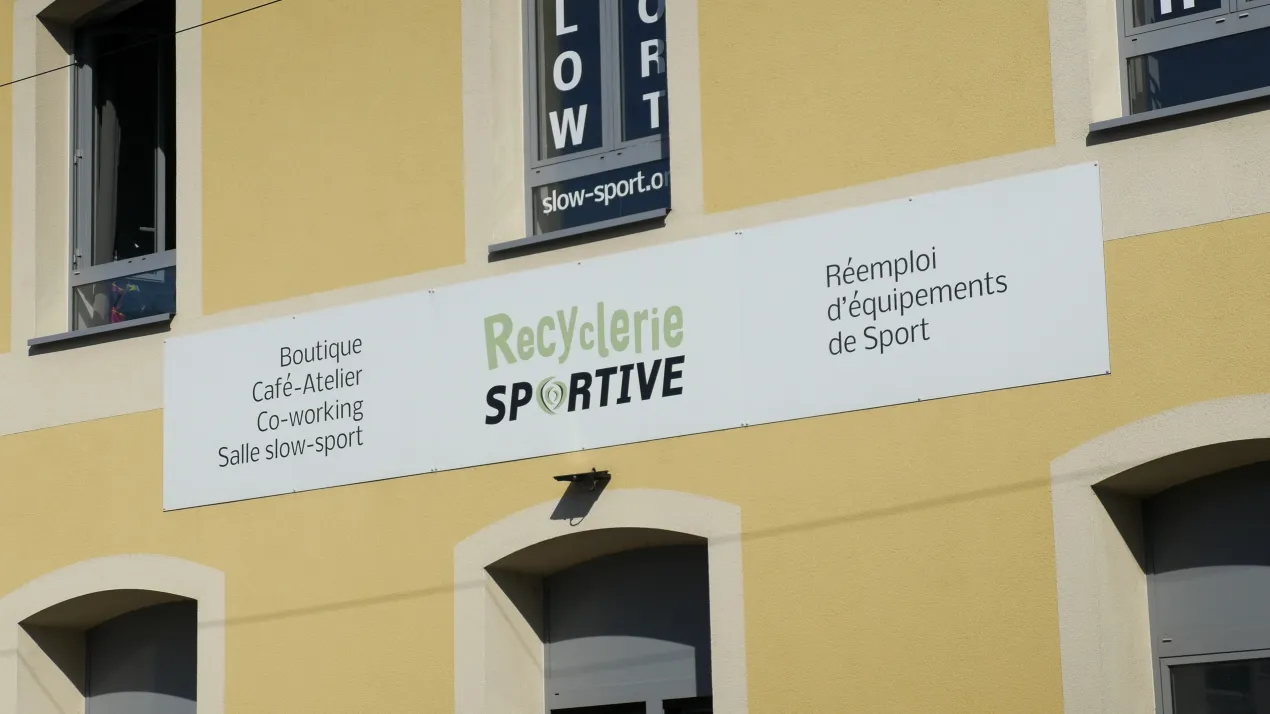 LOW
ORT
slow-sport.o
Boutique
Café-Atelier
Co-working
Salle slow-sport
Recyclerie
SPORTIVE
Réemploi
d'équipements
de Sport